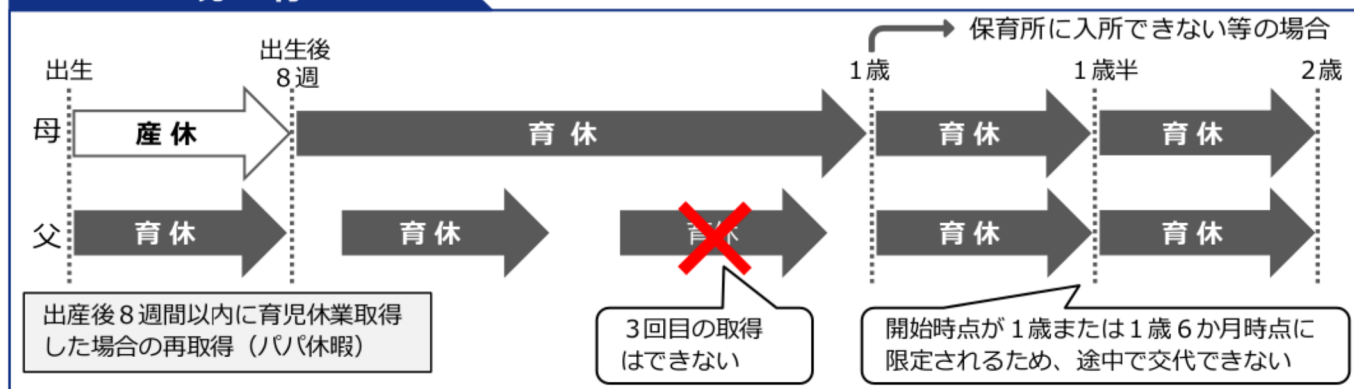 保育所に入所できない等の場合
出生
出生後
8週
1歳
1歳半
2歳
母
産休
育休
育休
育休
父
育休
育休
育休
育休
育休
出産後8週間以内に育児休業取得
した場合の再取得（パパ休暇）
3回目の取得
はできない
開始時点が1歳または1歳6か月時点に
限定されるため、途中で交代できない